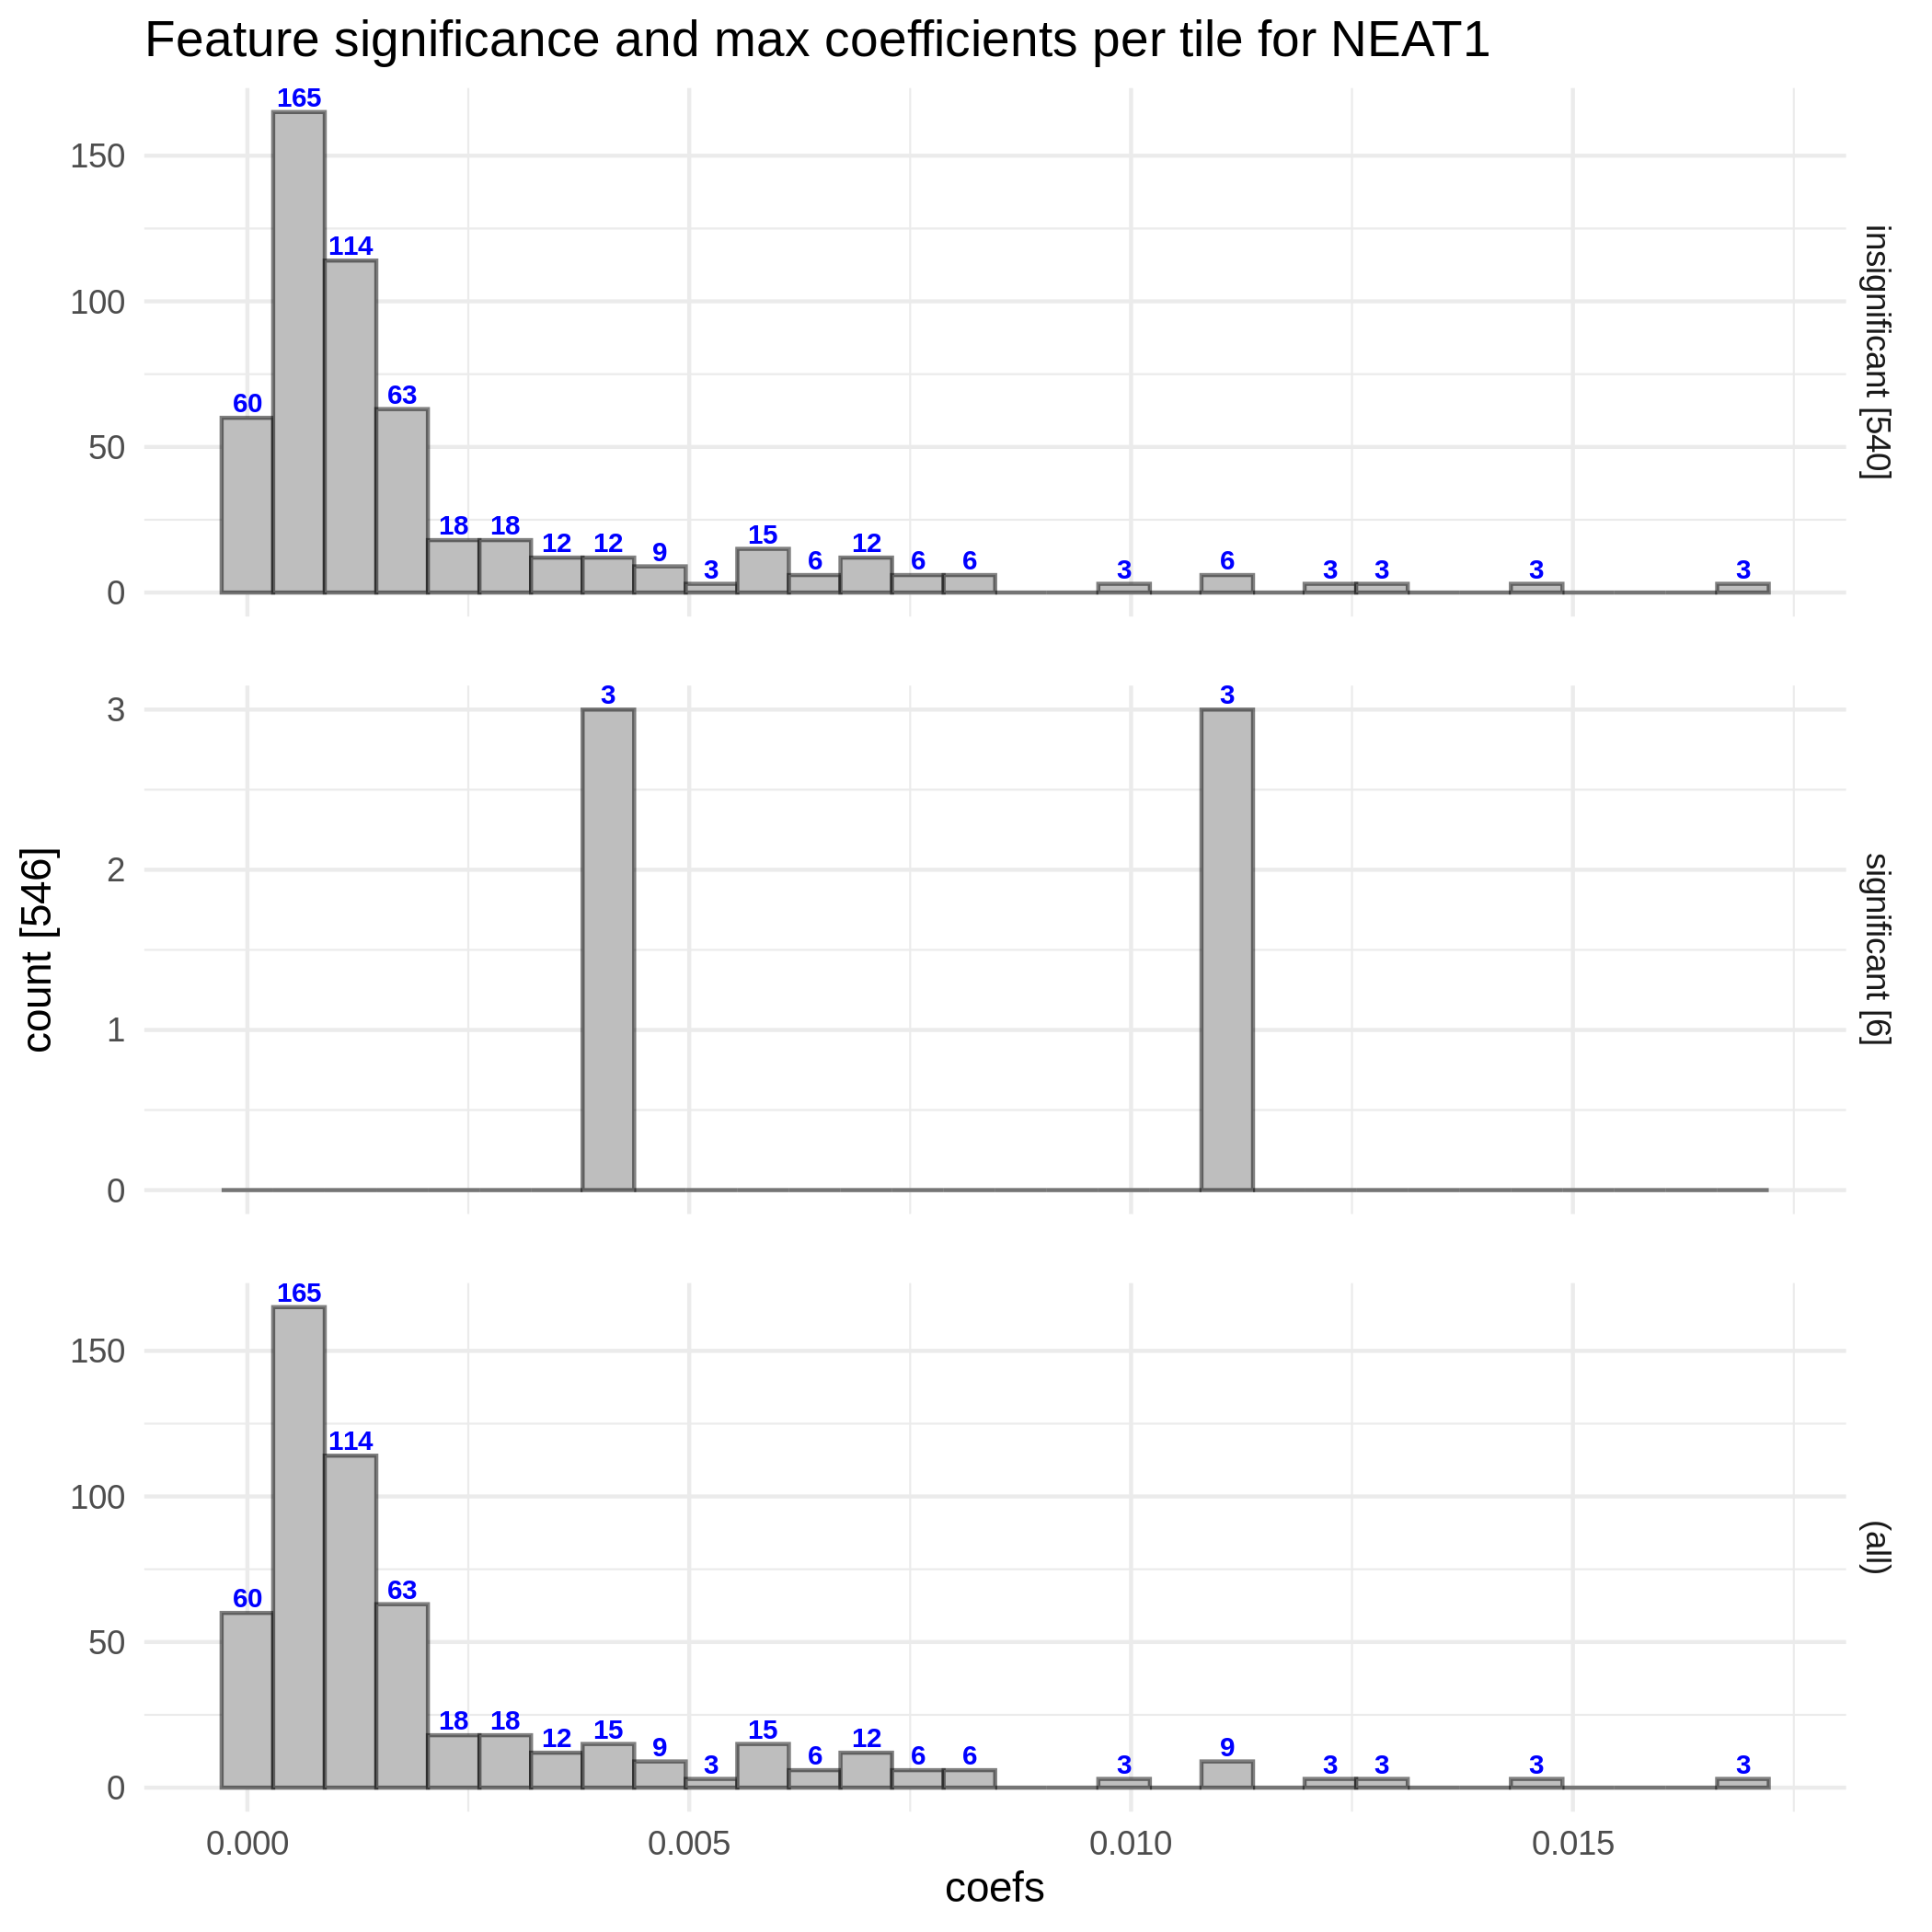 Feature significance and max coefficients per tile for NEAT1
165
150
114
100
60
63
50
18 18 12 12 9 3 15 6 12 6 6 3 6 3 3 3 3
0
insignificant [540]
3 3
3
2
1
0
significant [6]
count [546]
165
150
114
100
60
63
50
18 18 12 15 9 3 15 6 12 6 6 3 9 3 3 3 3
0
(all)
0.000 0.005 0.010 0.015
coefs